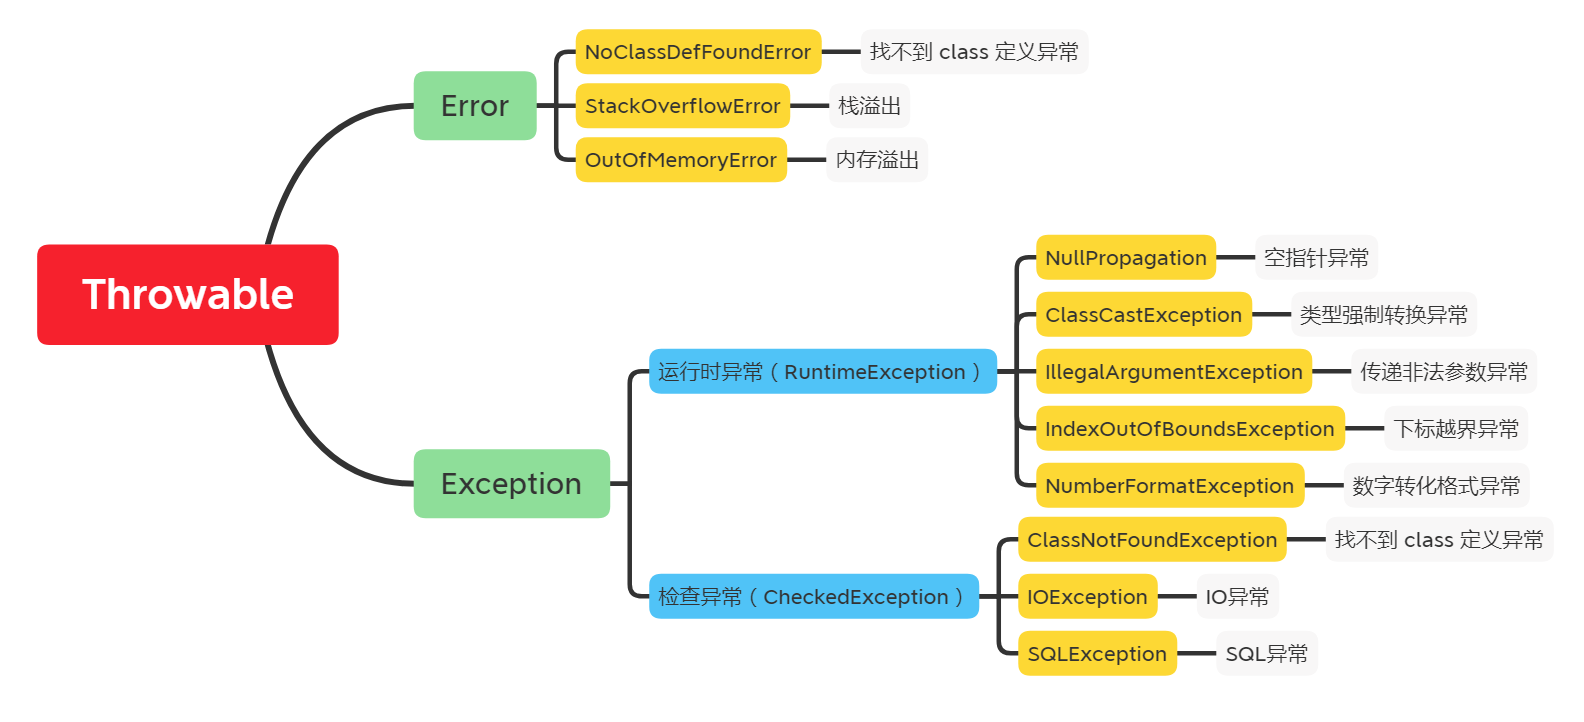 Throwable
Error
NoClassDefFoundError
找不到 class 定义异常
StackOverflowError
栈溢出
OutOfMemoryError
内存溢出
Exception
运行时异常（RuntimeException）
NullPropagation
空指针异常
ClassCastException
类型强制转换异常
IllegalArgumentException
传递非法参数异常
IndexOutOfBoundsException
下标越界异常
NumberFormatException
数字转化格式异常
检查异常（CheckedException）
ClassNotFoundException
找不到 class 定义异常
IOException
IO异常
SQLException
SQL异常